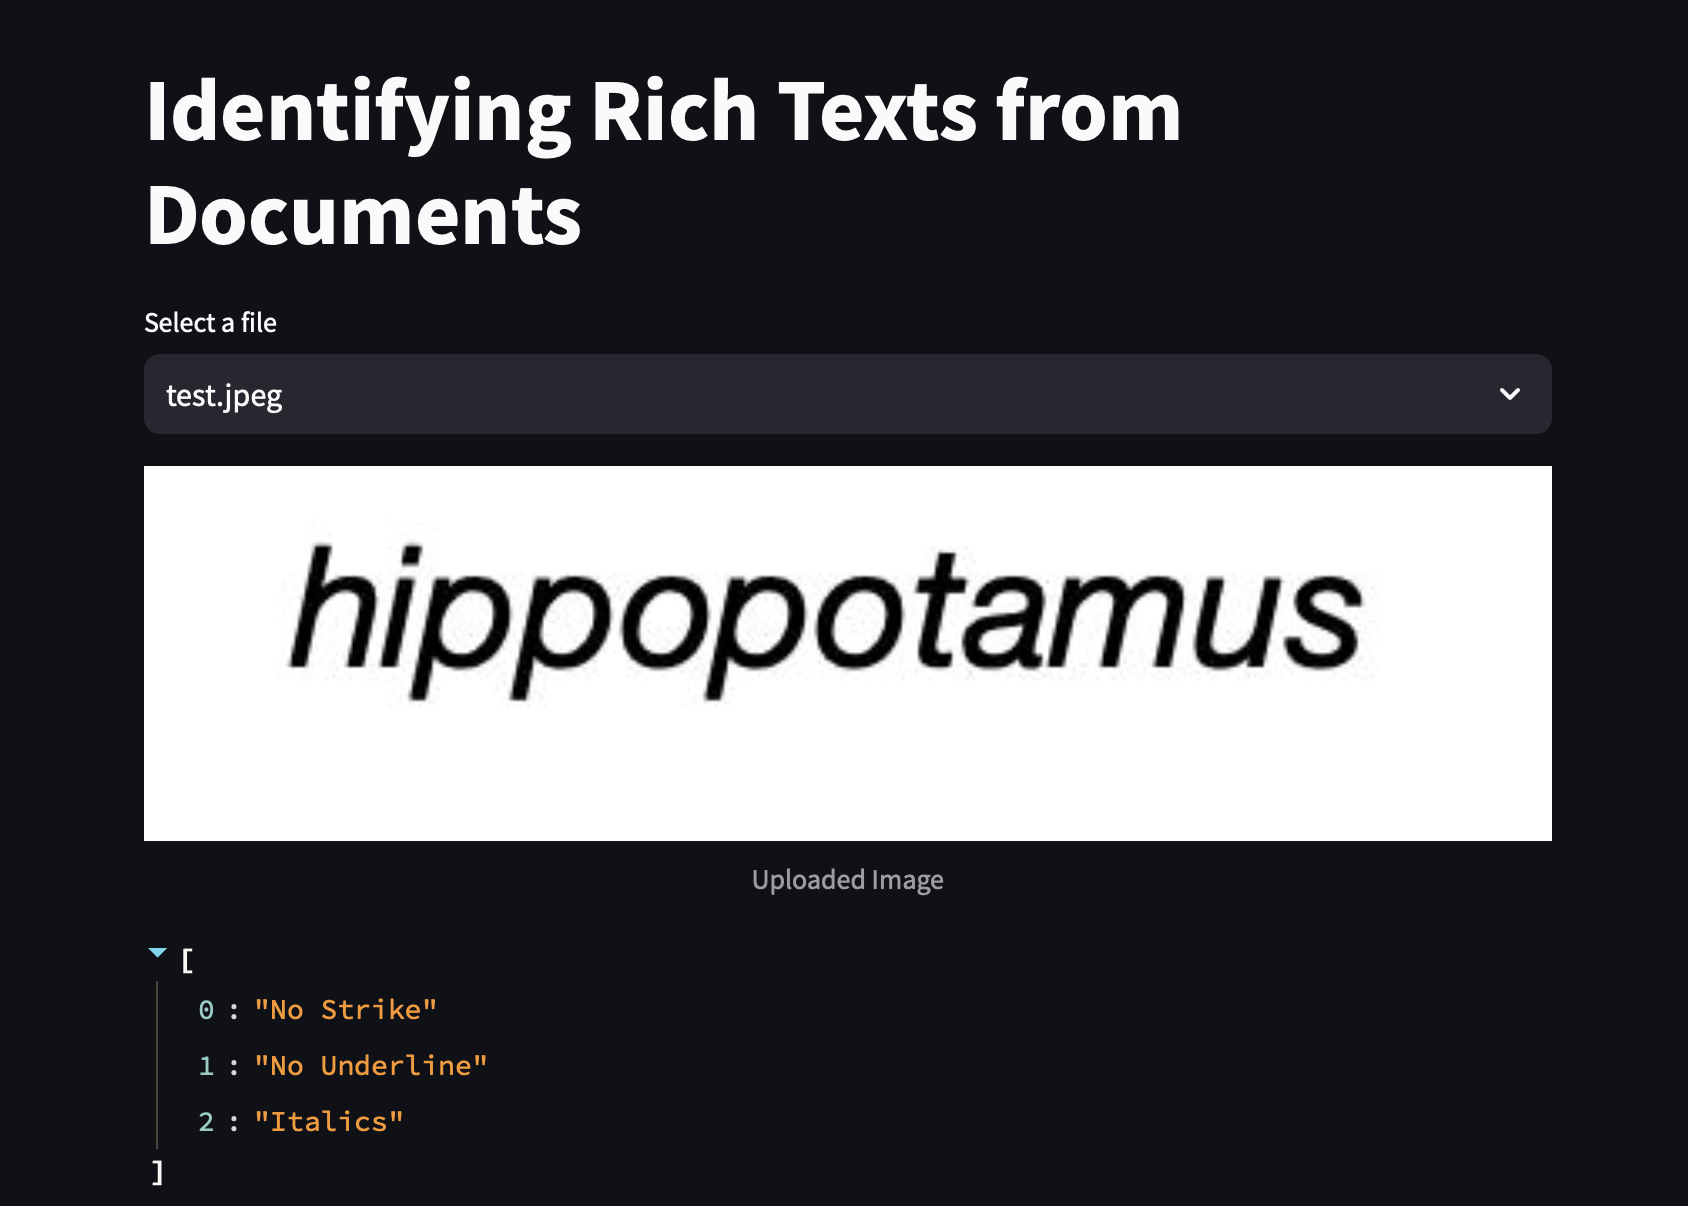 Identifying Rich Texts from
Documents
Select a file
test.jpeg
hippopotamus
Uploaded Image
[
0 : "No Strike"
1 : "No Underline"
2 : "Italics"
]